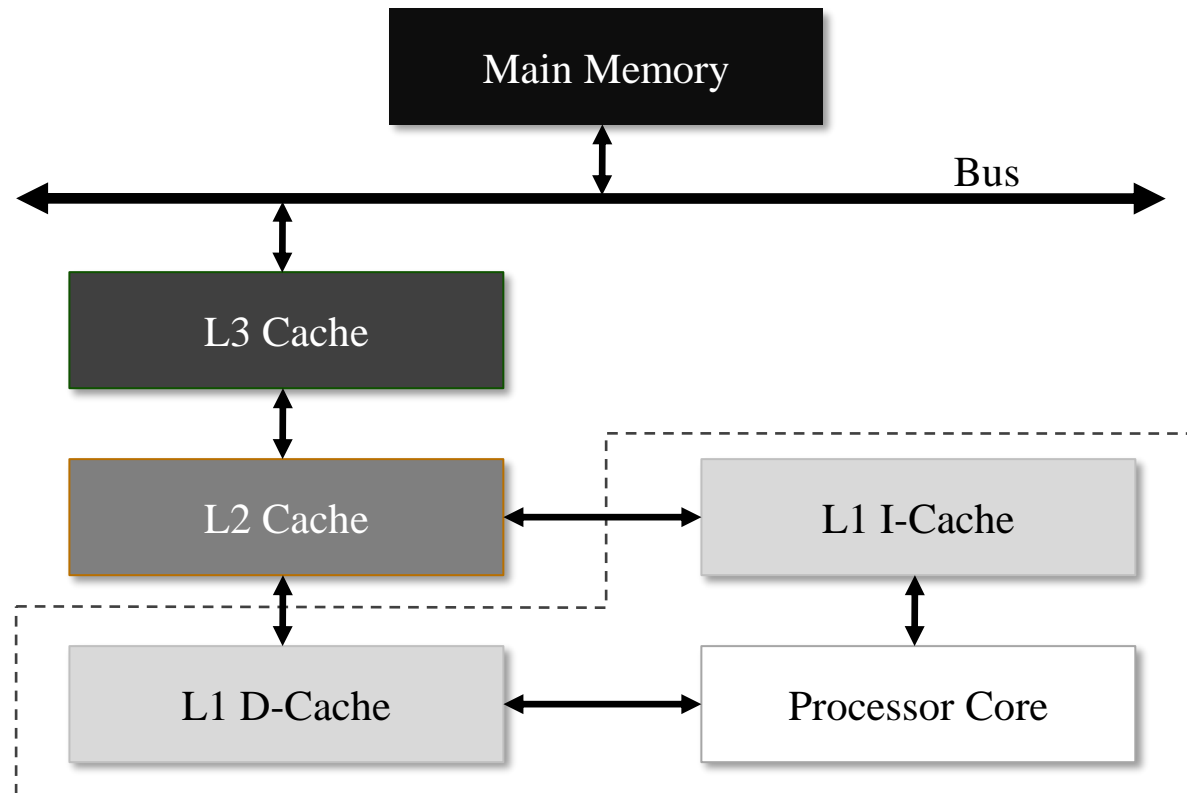 Main Memory
Bus
L3 Cache
L2 Cache
L1 I-Cache
L1 D-Cache
Processor Core